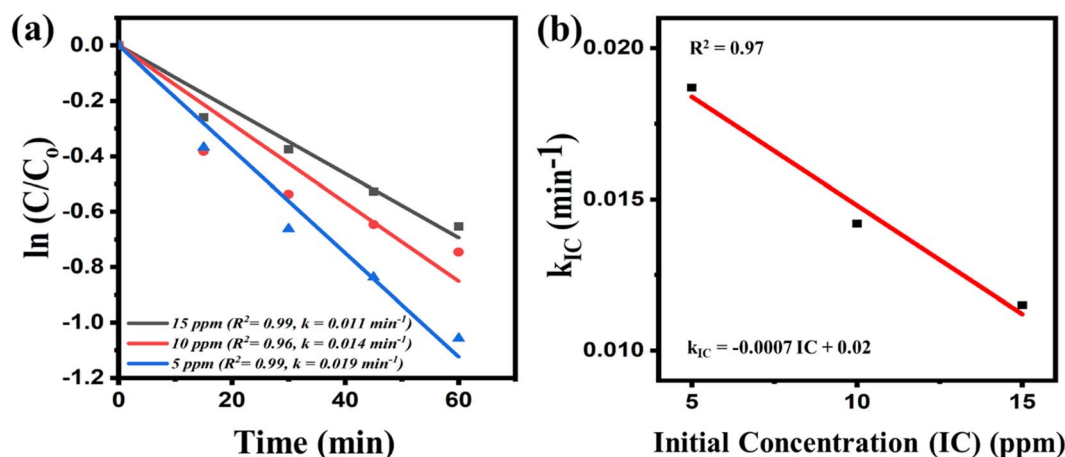 (a)
0.0
-0.2
-0.4
-0.6
-0.8
-1.0
-1.2
ln (C/C₀)
15 ppm (R²= 0.99, k = 0.011 min⁻¹)
10 ppm (R²= 0.96, k = 0.014 min⁻¹)
5 ppm (R²= 0.99, k = 0.019 min⁻¹)
0 20 40 60
Time (min)
(b)
0.020
0.015
0.010
k_IC (min⁻¹)
R² = 0.97
k_IC = -0.0007 IC + 0.02
5 10 15
Initial Concentration (IC) (ppm)